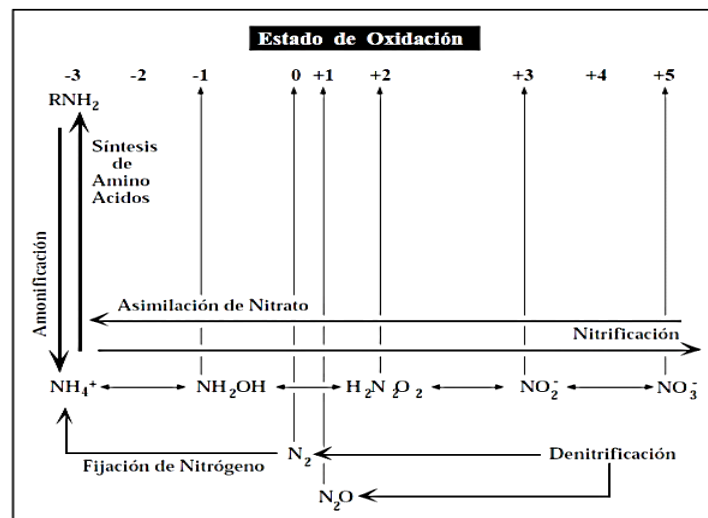 Estado de Oxidación
-3 -2 -1 0 +1 +2 +3 +4 +5
RNH₂
Síntesis
de
Amino
Acidos
Amonificación
Asimilación de Nitrato
Nitrificación
NH₄⁺ NH₂OH H₂N₂O₂ NO₂⁻ NO₃⁻
Fijación de Nitrógeno
N₂
Denitrificación
N₂O